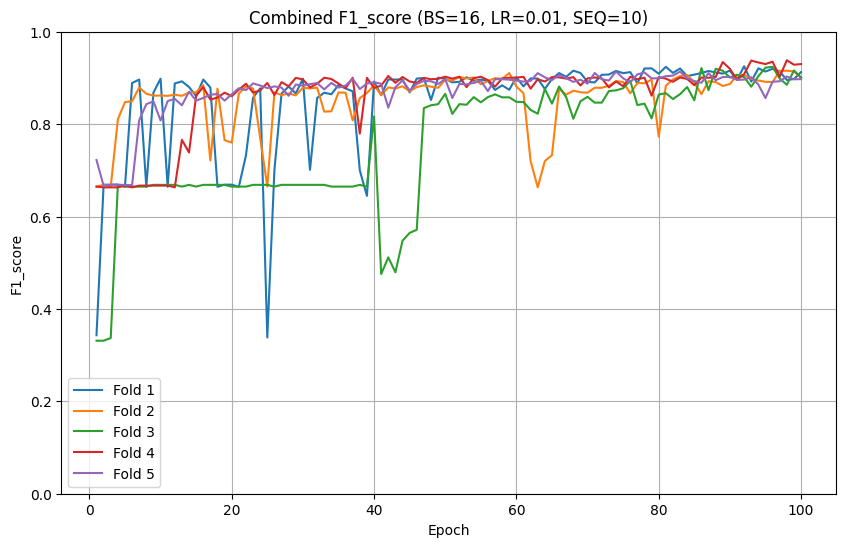 Combined F1_score (BS=16, LR=0.01, SEQ=10)
F1_score
1.0
0.8
0.6
0.4
0.2
0.0
Fold 1
Fold 2
Fold 3
Fold 4
Fold 5
0 20 40 60 80 100
Epoch